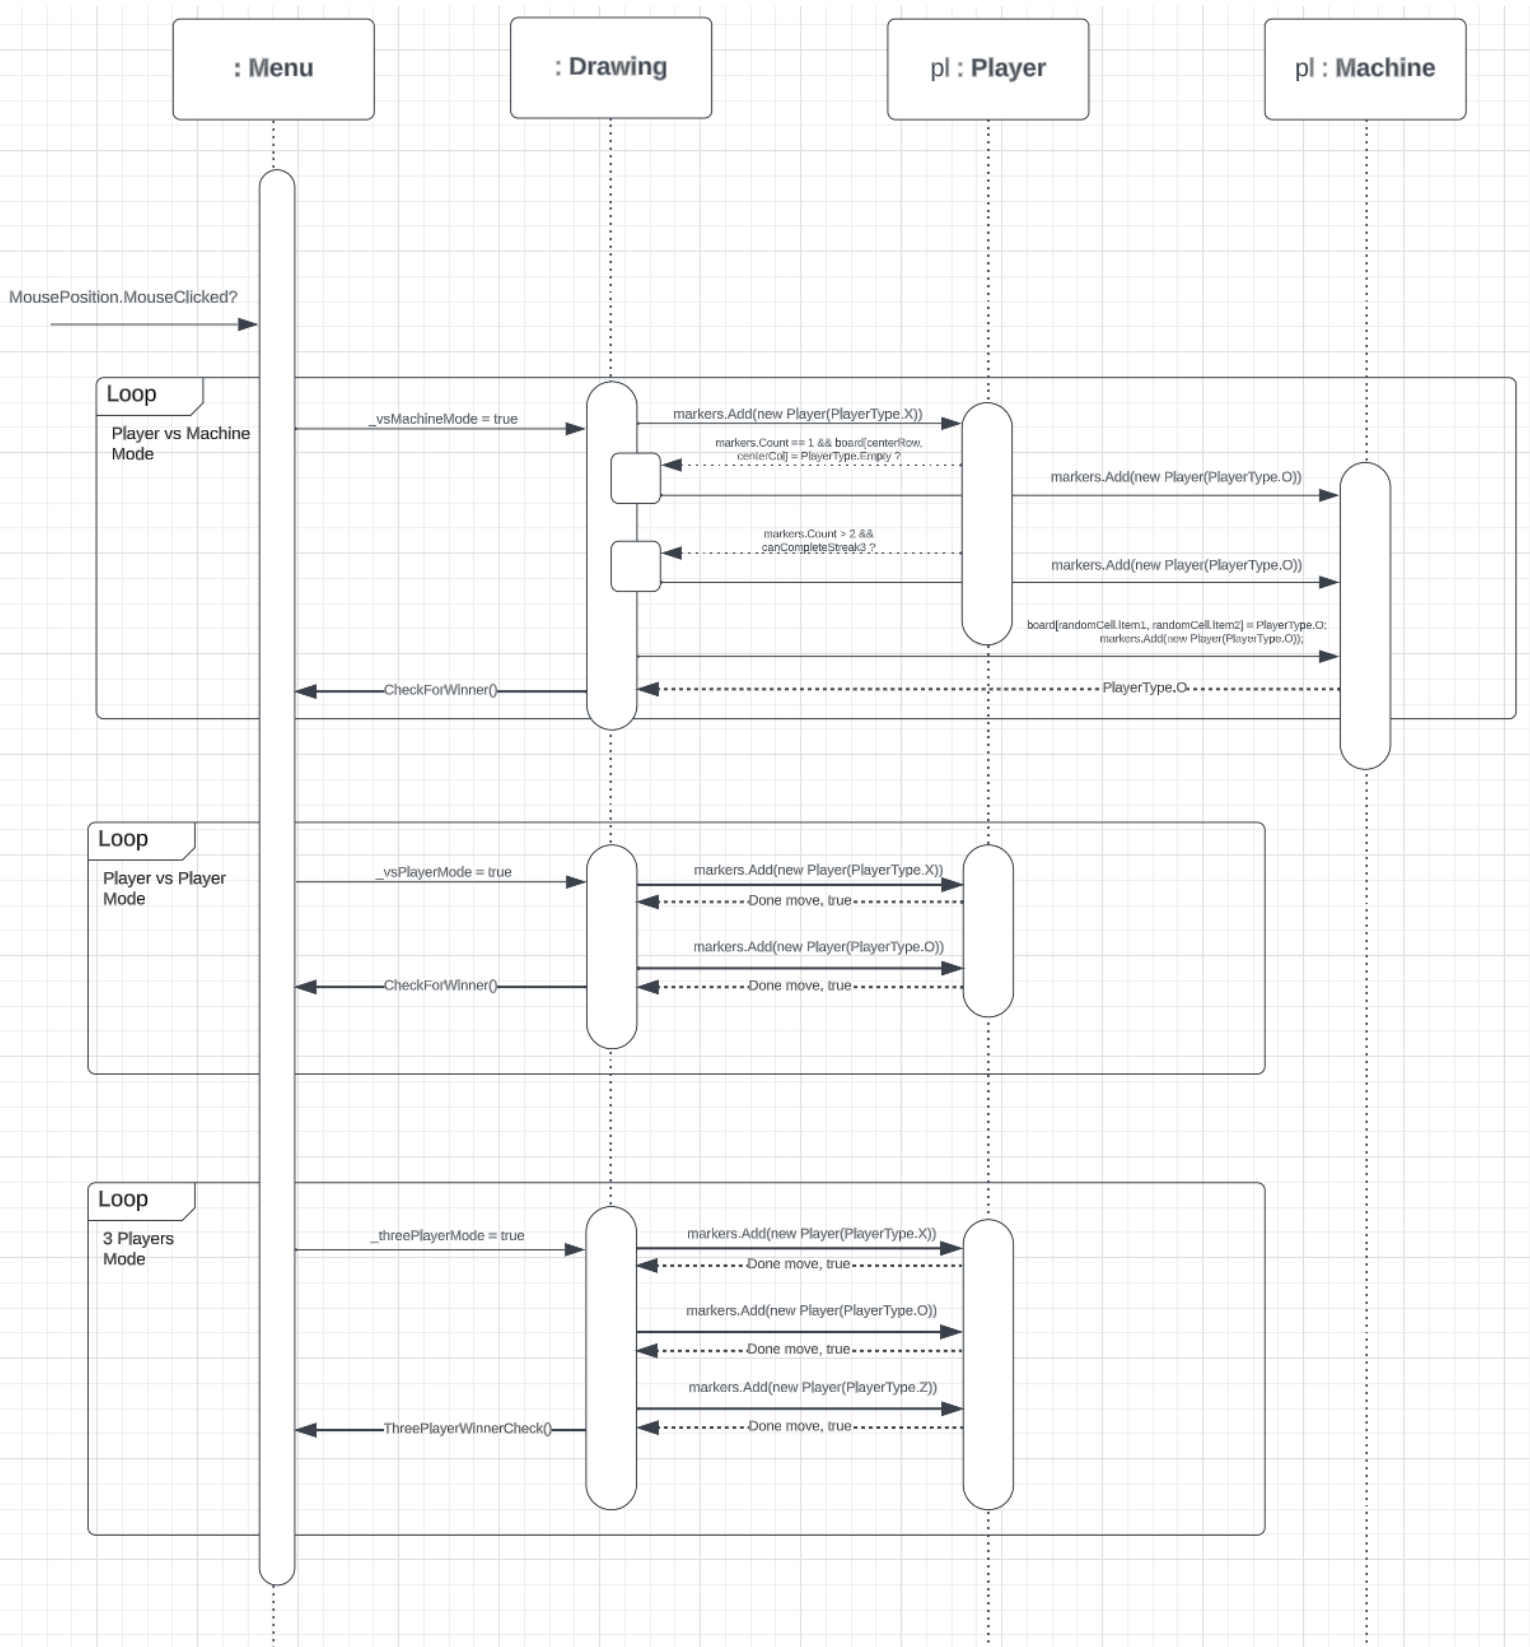 : Menu
: Drawing
pl : Player
pl : Machine
MousePosition.MouseClicked?
Loop
Player vs Machine
Mode
_vsMachineMode = true
markers.Add(new Player(PlayerType.X))
markers.Count == 1 && board[centerRow,
centerCol] = PlayerType.Empty ?
markers.Add(new Player(PlayerType.O))
markers.Count > 2 &&
canCompleteStreak3 ?
markers.Add(new Player(PlayerType.O))
board[randomCell.Item1, randomCell.Item2] = PlayerType.O;
markers.Add(new Player(PlayerType.O));
CheckForWinner()
PlayerType.O
Loop
Player vs Player
Mode
_vsPlayerMode = true
markers.Add(new Player(PlayerType.X))
Done move, true
markers.Add(new Player(PlayerType.O))
CheckForWinner()
Done move, true
Loop
3 Players
Mode
_threePlayerMode = true
markers.Add(new Player(PlayerType.X))
Done move, true
markers.Add(new Player(PlayerType.O))
Done move, true
markers.Add(new Player(PlayerType.Z))
ThreePlayerWinnerCheck()
Done move, true